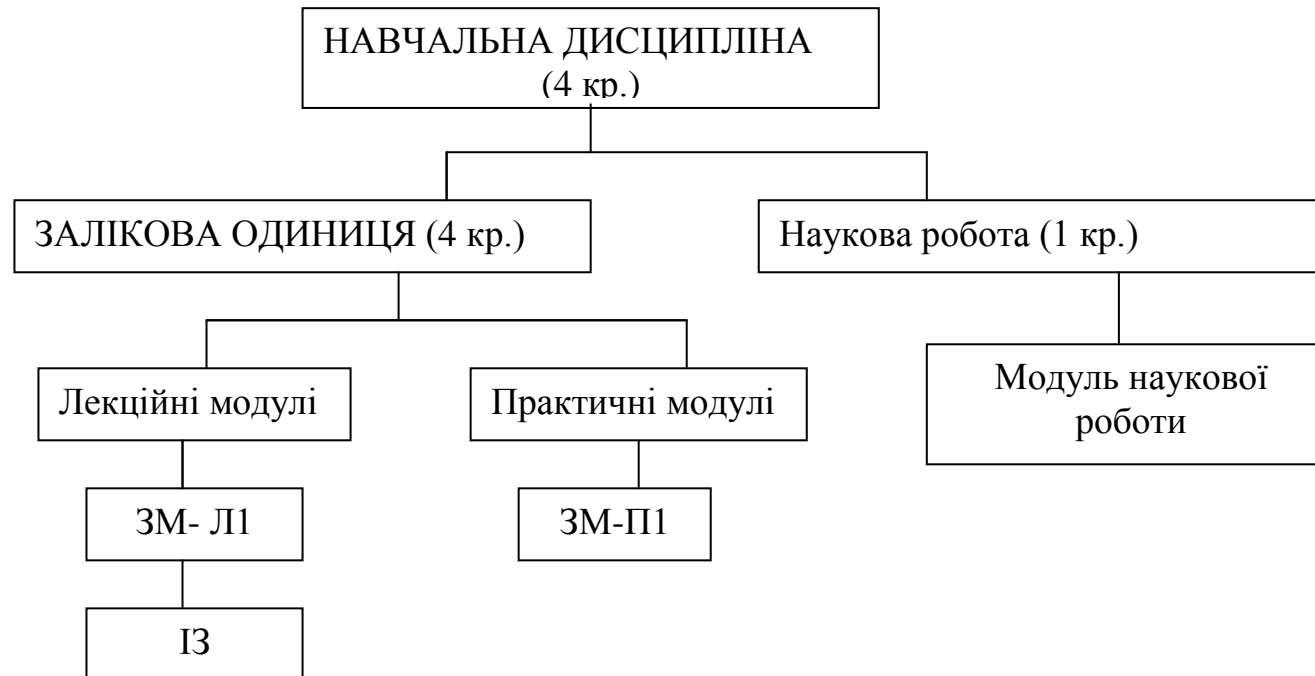 НАВЧАЛЬНА ДИСЦИПЛІНА
(4 кр.)
ЗАЛІКОВА ОДИНИЦЯ (4 кр.)
Наукова робота (1 кр.)
Лекційні модулі
Практичні модулі
Модуль наукової
роботи
ЗМ- Л1
ЗМ-П1
ІЗ